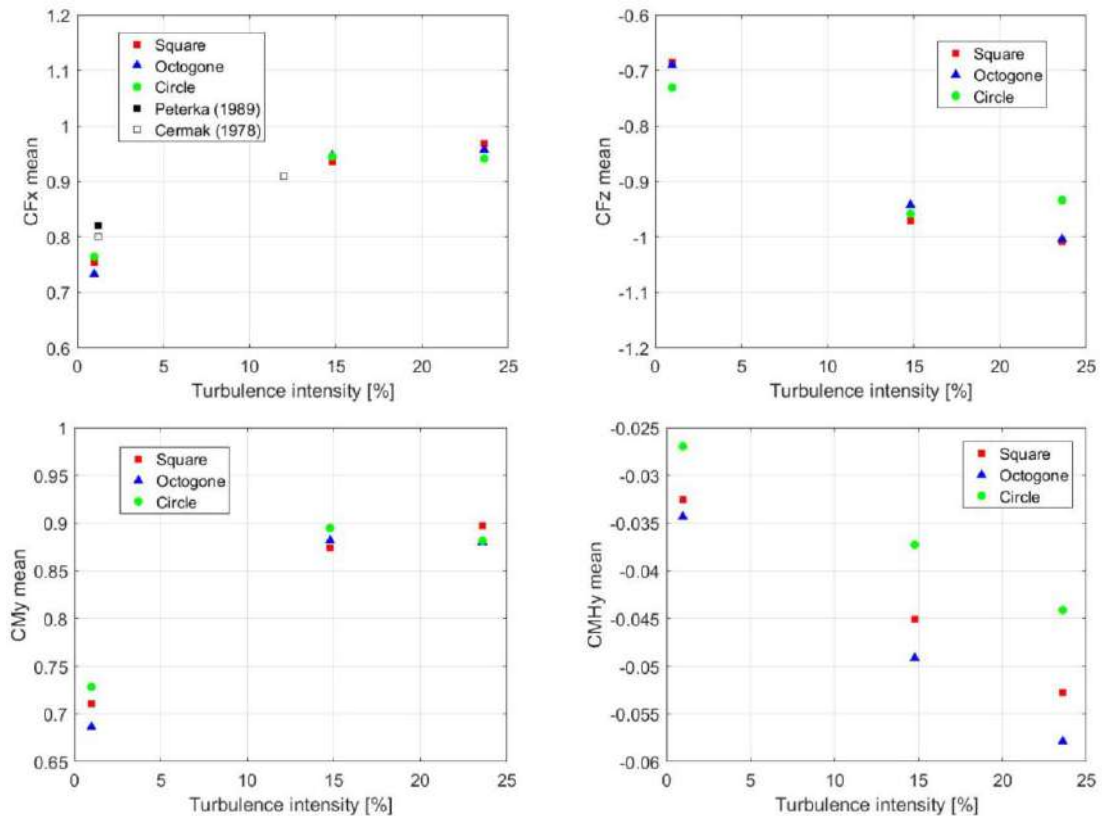 1.2
1.1
1
0.9
0.8
0.7
0.6
CFx mean
Square
Octogone
Circle
Peterka (1989)
Cermak (1978)
0 5 10 15 20 25
Turbulence intensity [%]
-0.6
-0.7
-0.8
-0.9
-1
-1.1
-1.2
CFz mean
Square
Octogone
Circle
0 5 10 15 20 25
Turbulence intensity [%]
1
0.95
0.9
0.85
0.8
0.75
0.7
0.65
CMy mean
Square
Octogone
Circle
0 5 10 15 20 25
Turbulence intensity [%]
-0.025
-0.03
-0.035
-0.04
-0.045
-0.05
-0.055
-0.06
CMHy mean
Square
Octogone
Circle
0 5 10 15 20 25
Turbulence intensity [%]